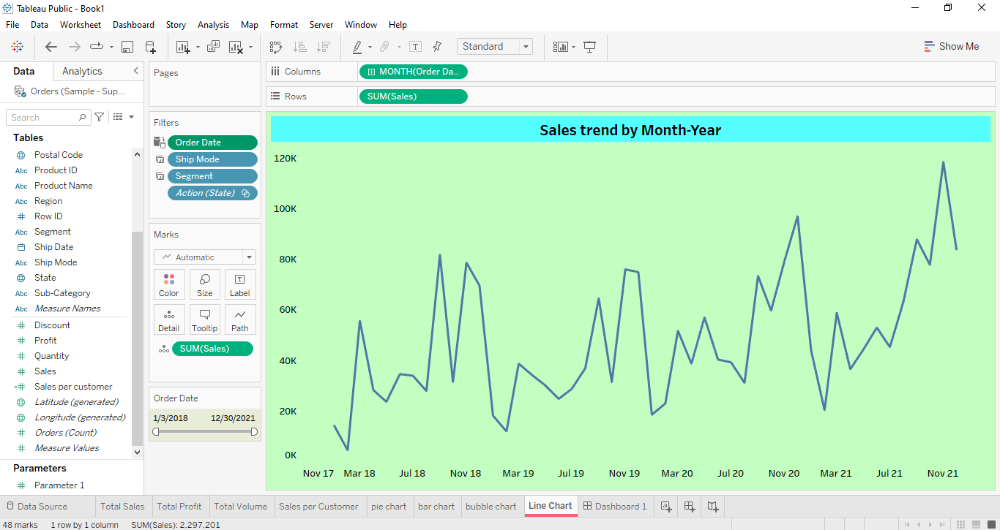 Tableau Public - Book1
File Data Worksheet Dashboard Story Analysis Map Format Server Window Help
Standard
Show Me
Data Analytics
Orders (Sample - Sup...
Search
Tables
Postal Code
Abc Product ID
Abc Product Name
Abc Region
Row ID
Abc Segment
Ship Date
Abc Ship Mode
State
Abc Sub-Category
Abc Measure Names
Discount
Profit
Quantity
Sales
Sales per customer
Latitude (generated)
Longitude (generated)
Orders (Count)
Measure Values
Parameters
Parameter 1
Pages
Filters
Order Date
Ship Mode
Segment
Action (State)
Marks
Automatic
Color Size Label
Detail Tooltip Path
SUM(Sales)
Order Date
1/3/2018 12/30/2021
Columns MONTH(Order Da..
Rows SUM(Sales)
Sales trend by Month-Year
120K
100K
80K
60K
40K
20K
0K
Nov 17 Mar 18 Jul 18 Nov 18 Mar 19 Jul 19 Nov 19 Mar 20 Jul 20 Nov 20 Mar 21 Jul 21 Nov 21
Data Source Total Sales Total Profit Total Volume Sales per Customer pie chart bar chart bubble chart Line Chart Dashboard 1
48 marks 1 row by 1 column SUM(Sales): 2,297,201